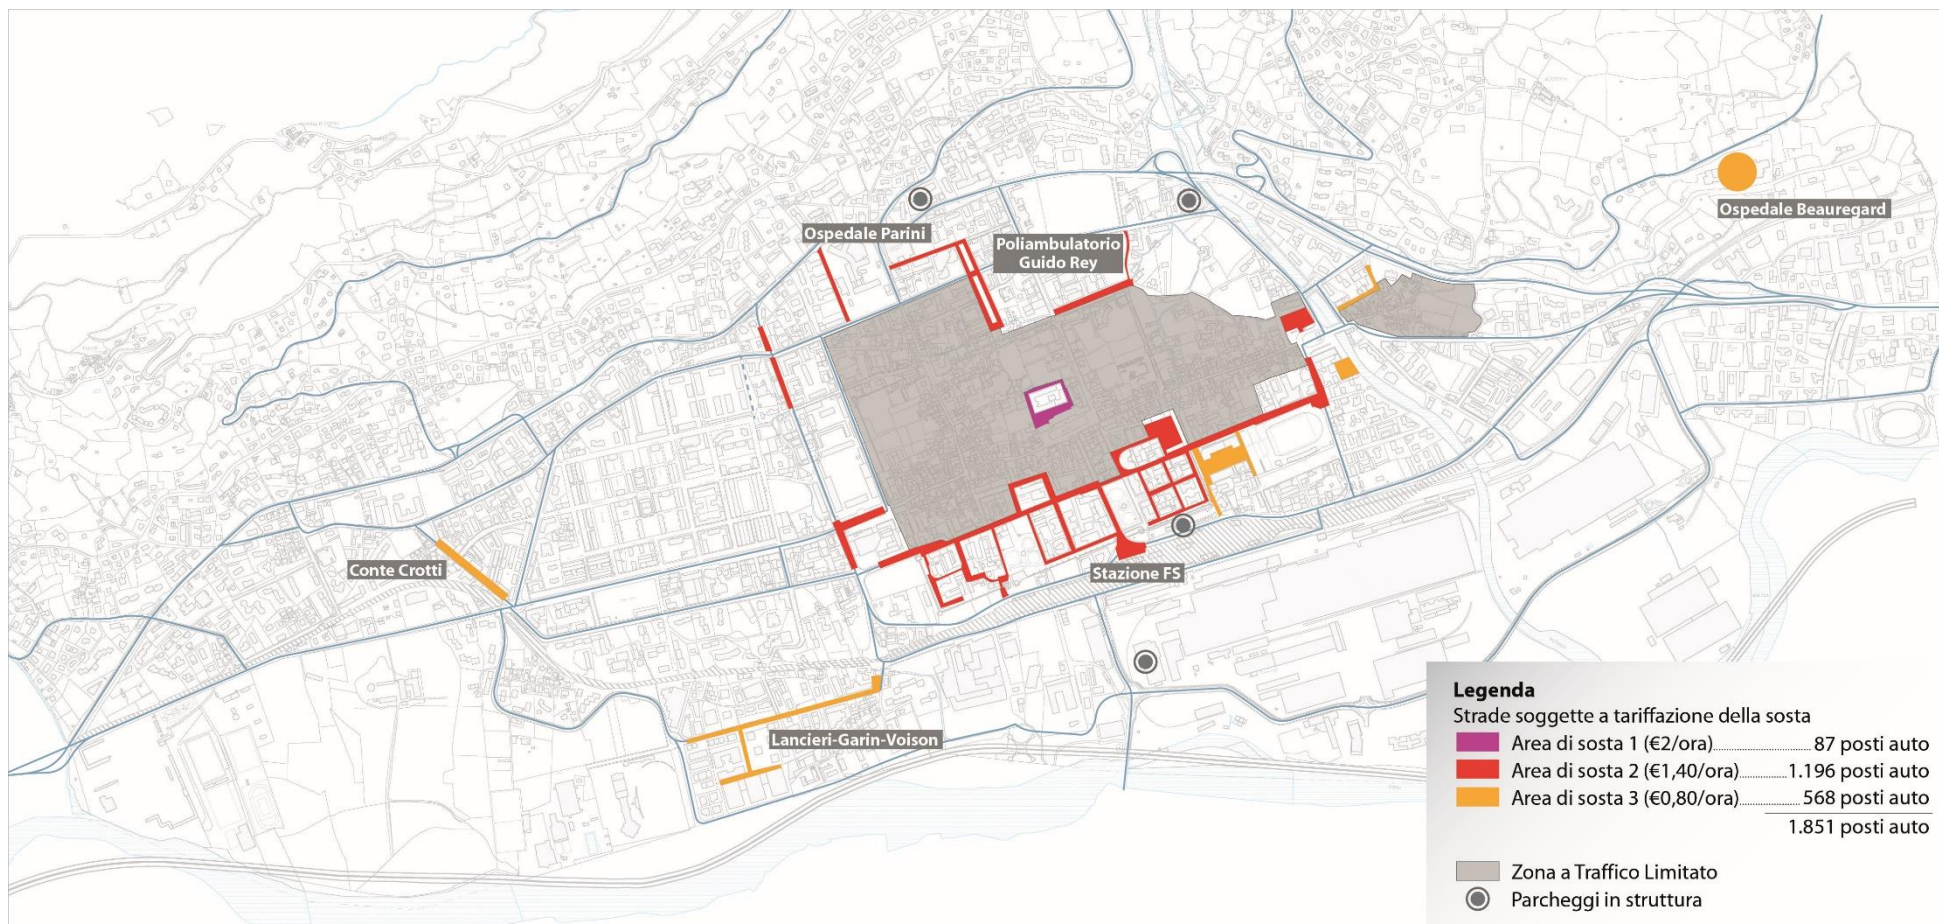 Ospedale Beauregard
Ospedale Parini
Poliambulatorio
Guido Rey
Conte Crotti
Stazione FS
Lancieri-Garin-Voison
Legenda
Strade soggette a tariffazione della sosta
Area di sosta 1 (€2/ora) 87 posti auto
Area di sosta 2 (€1,40/ora) 1.196 posti auto
Area di sosta 3 (€0,80/ora) 568 posti auto
1.851 posti auto
Zona a Traffico Limitato
Parcheggi in struttura